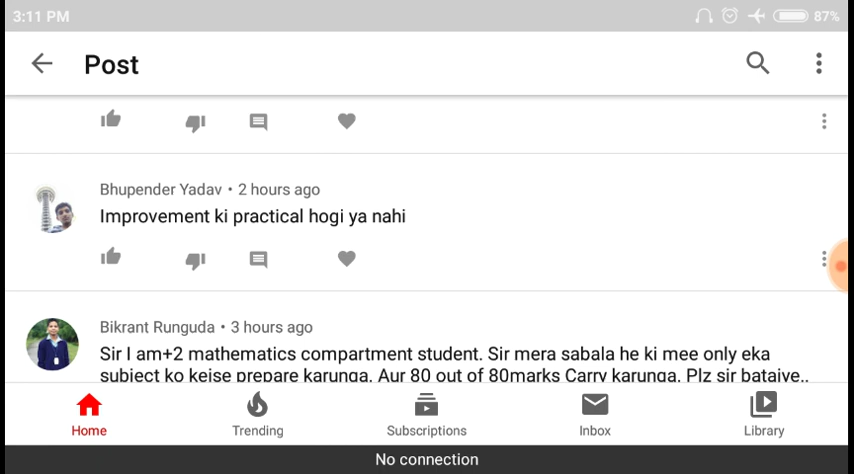 3:11 PM
87%
Post
Bhupender Yadav • 2 hours ago
Improvement ki practical hogi ya nahi
Bikrant Runguda • 3 hours ago
Sir I am+2 mathematics compartment student. Sir mera sabala he ki mee only eka
subject ko keise prepare karunga. Aur 80 out of 80marks Carry karunga. Plz sir bataiye..
Home
Trending
Subscriptions
Inbox
Library
No connection